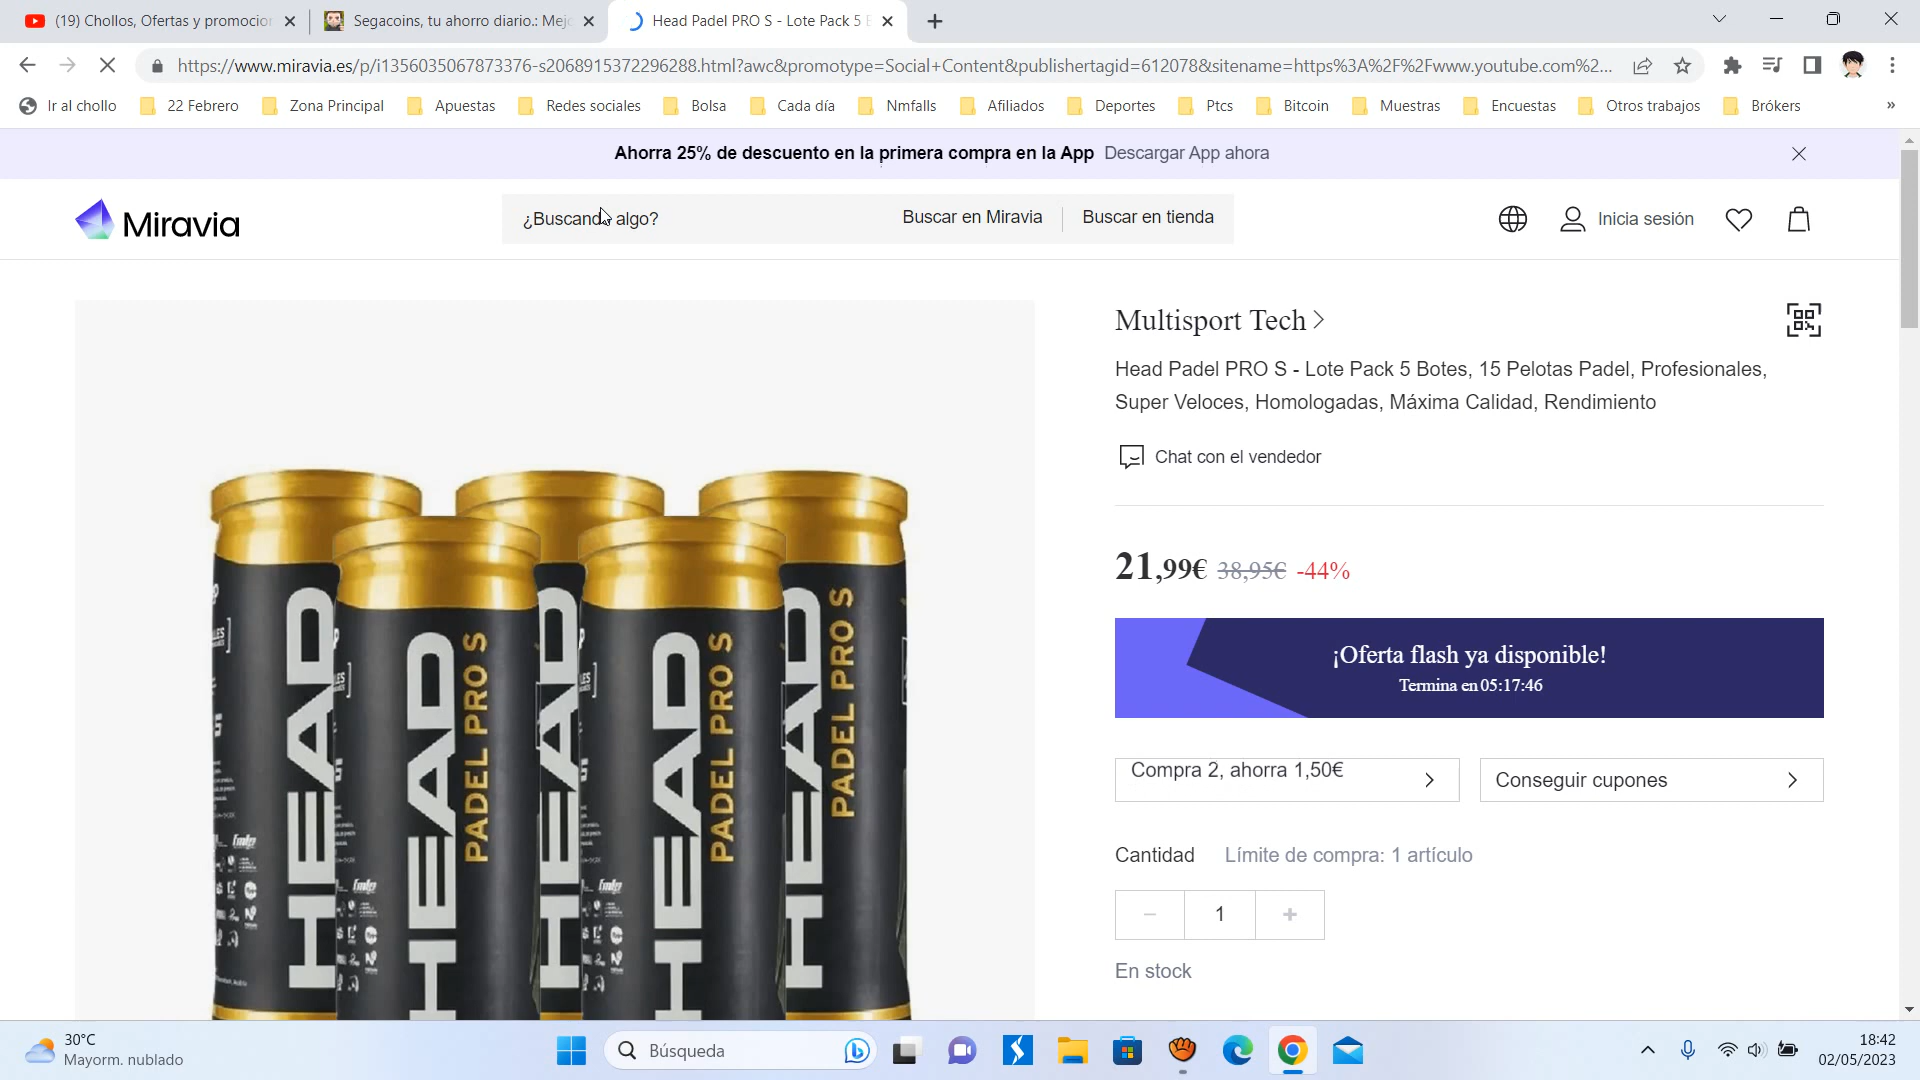 (19) Chollos, Ofertas y promocion
Segacoins, tu ahorro diario.: Mejo
Head Padel PRO S - Lote Pack 5 B
https://www.miravia.es/p/i1356035067873376-s2068915372296288.html?awc&promotype=Social+Content&publishertagid=612078&sitename=https%3A%2F%2Fwww.youtube.com%2...
Ir al chollo
22 Febrero
Zona Principal
Apuestas
Redes sociales
Bolsa
Cada día
Nmfalls
Afiliados
Deportes
Ptcs
Bitcoin
Muestras
Encuestas
Otros trabajos
Brókers
»
Ahorra 25% de descuento en la primera compra en la App Descargar App ahora
Miravia
¿Buscando algo?
Buscar en Miravia
Buscar en tienda
Inicia sesión
Multisport Tech >
Head Padel PRO S - Lote Pack 5 Botes, 15 Pelotas Padel, Profesionales,
Super Veloces, Homologadas, Máxima Calidad, Rendimiento
Chat con el vendedor
21,99€ 38,95€ -44%
¡Oferta flash ya disponible!
Termina en 05:17:46
Compra 2, ahorra 1,50€
Conseguir cupones
Cantidad
Límite de compra: 1 artículo
− 1 +
En stock
HEAD
HEAD
PADEL PRO S
HEAD
HEAD
PADEL PRO S
HEAD
PADEL PRO S
30°C
Mayorm. nublado
Búsqueda
18:42
02/05/2023